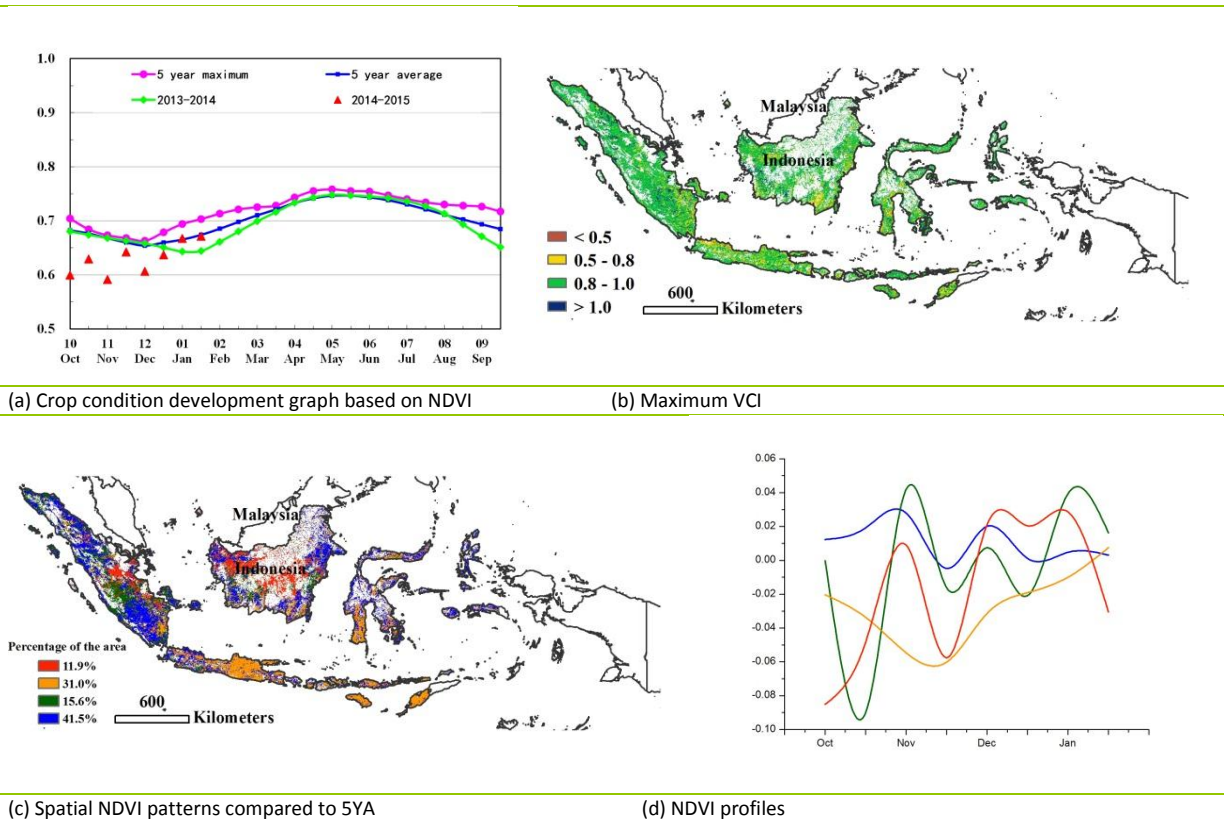 1.0
0.9
0.8
0.7
0.6
0.5
5 year maximum
5 year average
2013-2014
2014-2015
10 11 12 01 02 03 04 05 06 07 08 09
Oct Nov Dec Jan Feb Mar Apr May Jun Jul Aug Sep
Malaysia
Indonesia
< 0.5
0.5 - 0.8
0.8 - 1.0
> 1.0
600
Kilometers
(a) Crop condition development graph based on NDVI
(b) Maximum VCI
Malaysia
Indonesia
Percentage of the area
11.9%
31.0%
15.6%
41.5%
600
Kilometers
0.06
0.04
0.02
0.00
-0.02
-0.04
-0.06
-0.08
-0.10
Oct Nov Dec Jan
(c) Spatial NDVI patterns compared to 5YA
(d) NDVI profiles